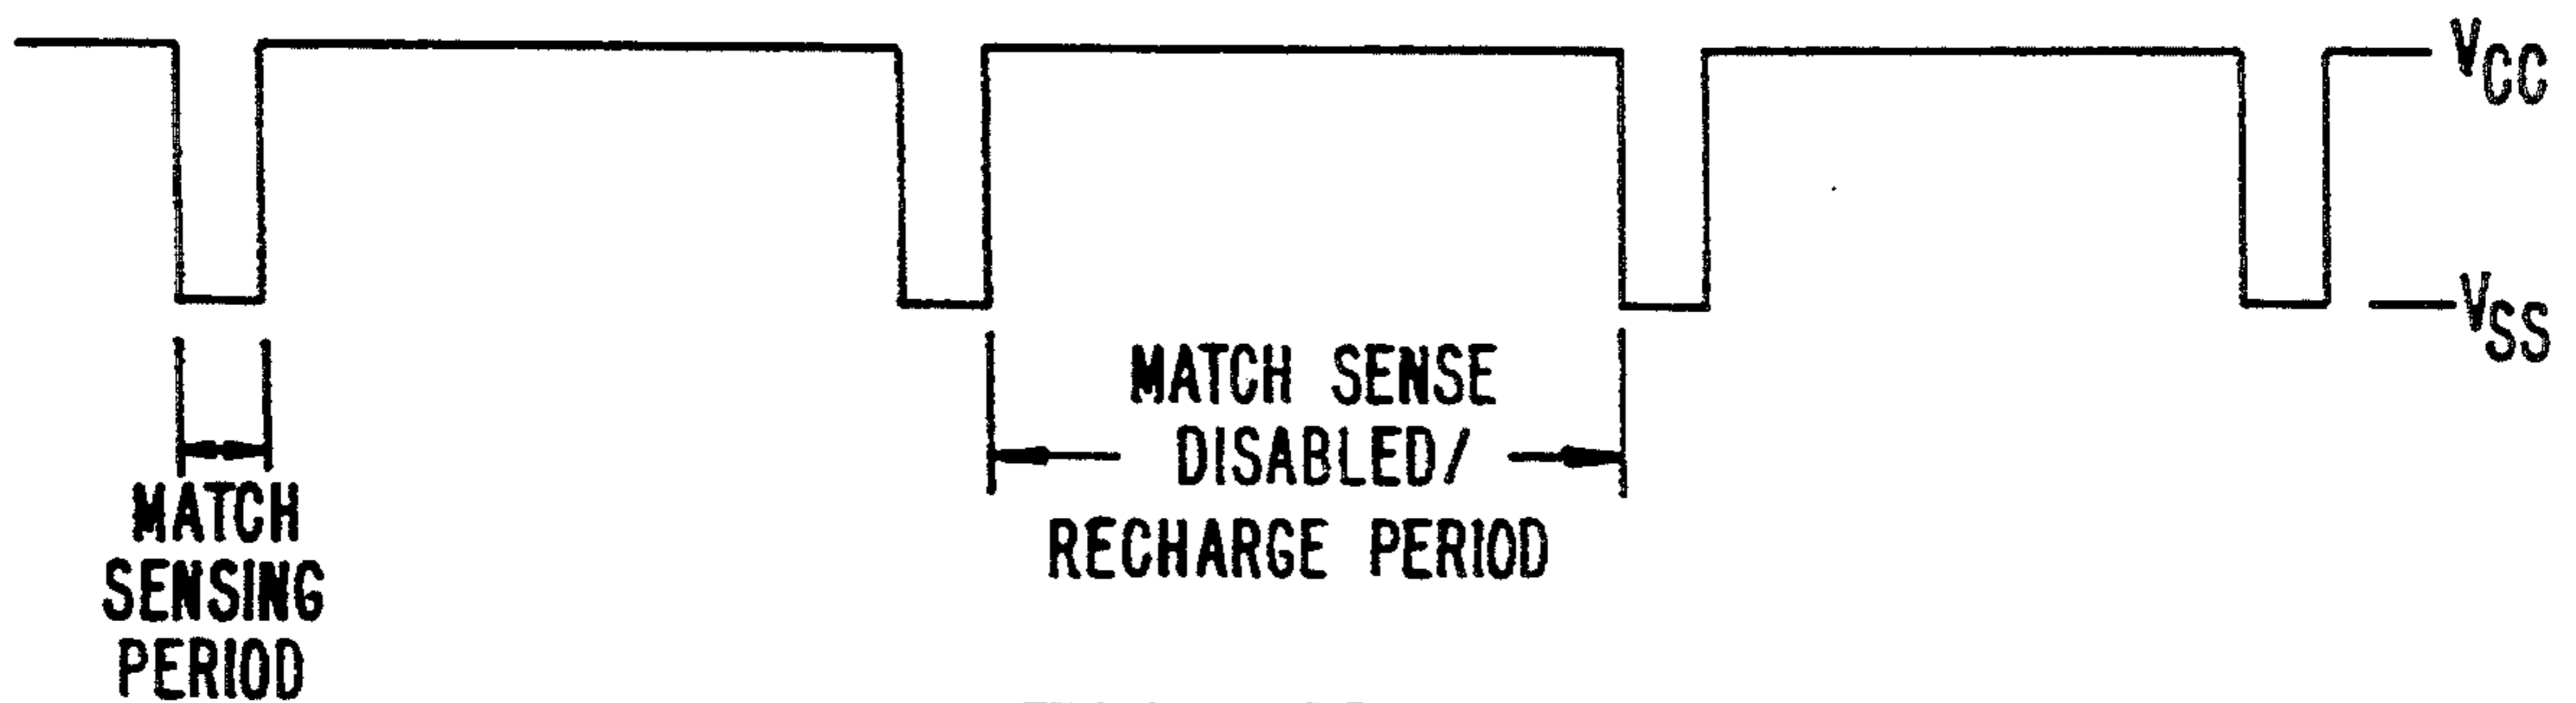 VCC
VSS
MATCH SENSE
DISABLED/
RECHARGE PERIOD
MATCH
SENSING
PERIOD